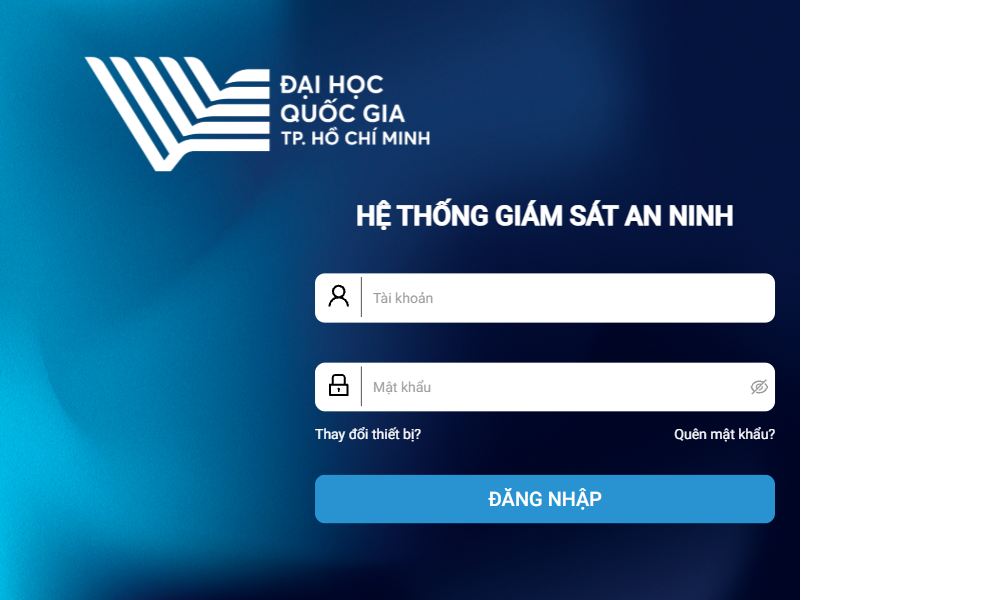 ĐẠI HỌC
QUỐC GIA
TP. HỒ CHÍ MINH
HỆ THỐNG GIÁM SÁT AN NINH
Tài khoản
Mật khẩu
Thay đổi thiết bị? Quên mật khẩu?
ĐĂNG NHẬP